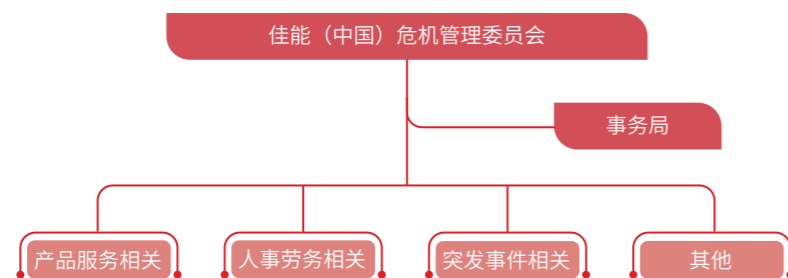 佳能（中国）危机管理委员会
事务局
产品服务相关
人事劳务相关
突发事件相关
其他